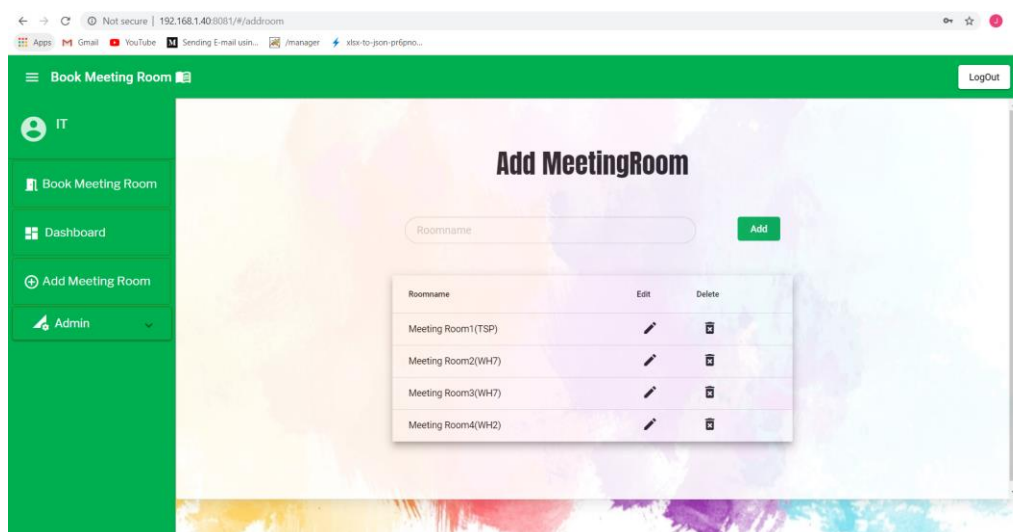 Not secure | 192.168.1.40:8081/#/addroom
Apps Gmail YouTube Sending E-mail usin... /manager xlsx-to-json-pr6pno...
Book Meeting Room LogOut
IT
Book Meeting Room
Dashboard
Add Meeting Room
Admin
Add MeetingRoom
Roomname Add
Roomname Edit Delete
Meeting Room1(TSP)
Meeting Room2(WH7)
Meeting Room3(WH7)
Meeting Room4(WH2)